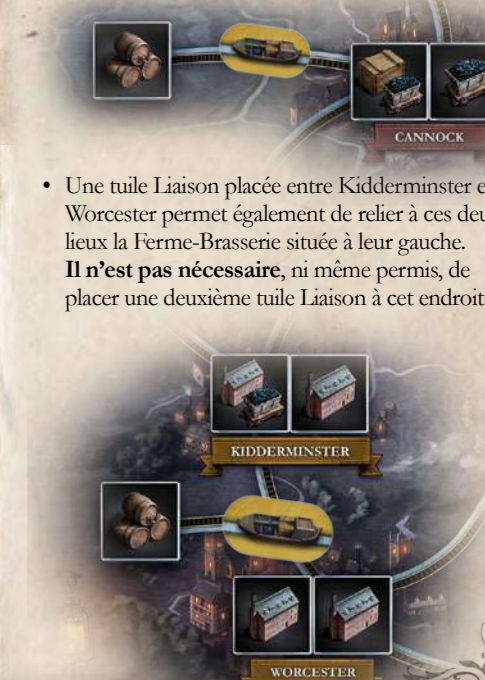 CANNOCK
• Une tuile Liaison placée entre Kidderminster e
Worcester permet également de relier à ces deu
lieux la Ferme-Brasserie située à leur gauche.
Il n’est pas nécessaire, ni même permis, de
placer une deuxième tuile Liaison à cet endroit
KIDDERMINSTER
WORCESTER